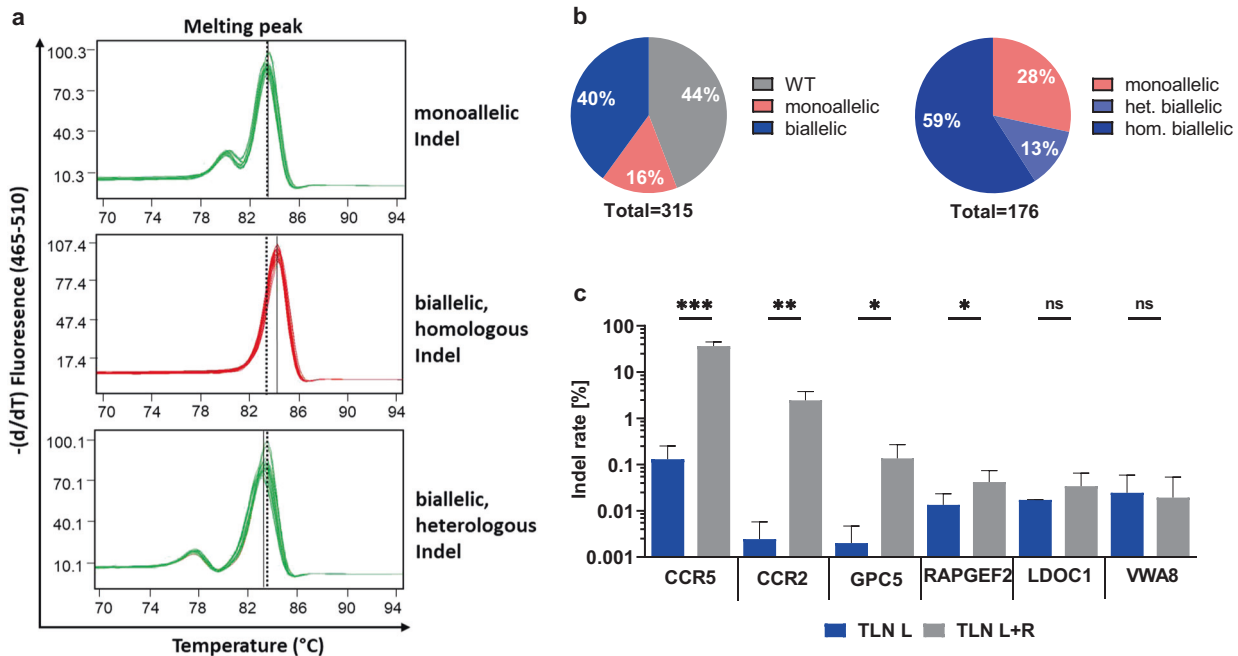 a
Melting peak
-(d/dT) Fluoresence (465-510)
100.3
70.3
40.3
10.3
70 74 78 82 86 90 94
monoallelic
Indel
107.4
77.4
47.4
17.4
70 74 78 82 86 90 94
biallelic,
homologous
Indel
100.1
70.1
40.1
10.1
70 74 78 82 86 90 94
biallelic,
heterologous
Indel
Temperature (°C)
b
40%
44%
16%
Total=315
WT
monoallelic
biallelic
28%
59%
13%
Total=176
monoallelic
het. biallelic
hom. biallelic
c
*** ** * * ns ns
Indel rate [%]
100
10
1
0.1
0.01
0.001
CCR5 CCR2 GPC5 RAPGEF2 LDOC1 VWA8
TLN L TLN L+R